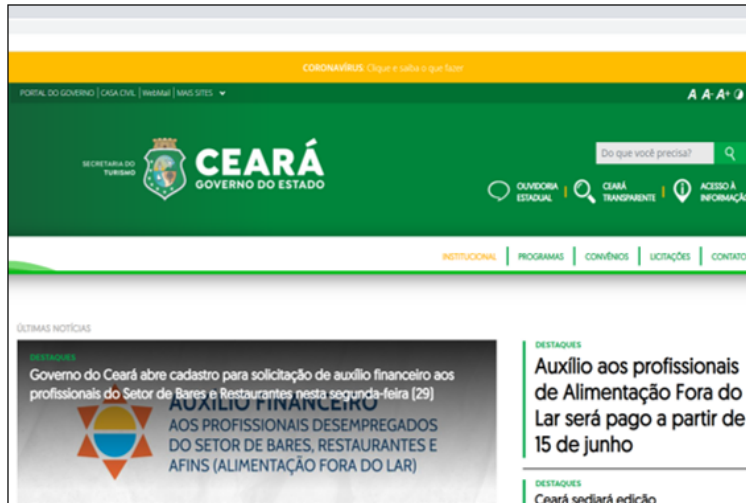 CORONAVÍRUS: Clique e saiba o que fazer
PORTAL DO GOVERNO | CASA CIVIL | WebMail | MAIS SITES
A A- A+
SECRETARIA DO
TURISMO
CEARÁ
GOVERNO DO ESTADO
Do que você precisa?
OUVIDORIA
ESTADUAL
CEARÁ
TRANSPARENTE
ACESSO À
INFORMAÇÃO
INSTITUCIONAL | PROGRAMAS | CONVÊNIOS | LICITAÇÕES | CONTATO
ÚLTIMAS NOTÍCIAS
DESTAQUES
Governo do Ceará abre cadastro para solicitação de auxílio financeiro aos
profissionais do Setor de Bares e Restaurantes nesta segunda-feira (29)
AUXÍLIO FINANCEIRO
AOS PROFISSIONAIS DESEMPREGADOS
DO SETOR DE BARES, RESTAURANTES E
AFINS (ALIMENTAÇÃO FORA DO LAR)
DESTAQUES
Auxílio aos profissionais
de Alimentação Fora do
Lar será pago a partir de
15 de junho
DESTAQUES
Ceará sediará edição